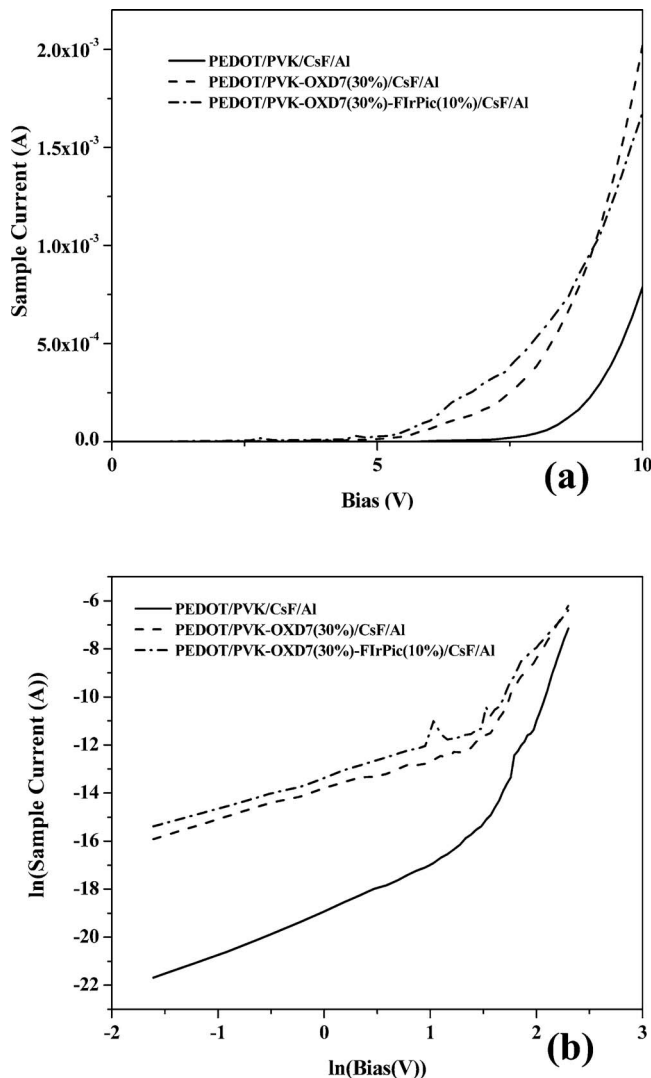 PEDOT/PVK/CsF/Al
PEDOT/PVK-OXD7(30%)/CsF/Al
PEDOT/PVK-OXD7(30%)-FIrPic(10%)/CsF/Al
Sample Current (A)
2.0x10⁻³
1.5x10⁻³
1.0x10⁻³
5.0x10⁻⁴
0.0
0 5 10
Bias (V)
(a)
PEDOT/PVK/CsF/Al
PEDOT/PVK-OXD7(30%)/CsF/Al
PEDOT/PVK-OXD7(30%)-FIrPic(10%)/CsF/Al
ln(Sample Current (A))
-6
-8
-10
-12
-14
-16
-18
-20
-22
-2 -1 0 1 2 3
ln(Bias(V))
(b)